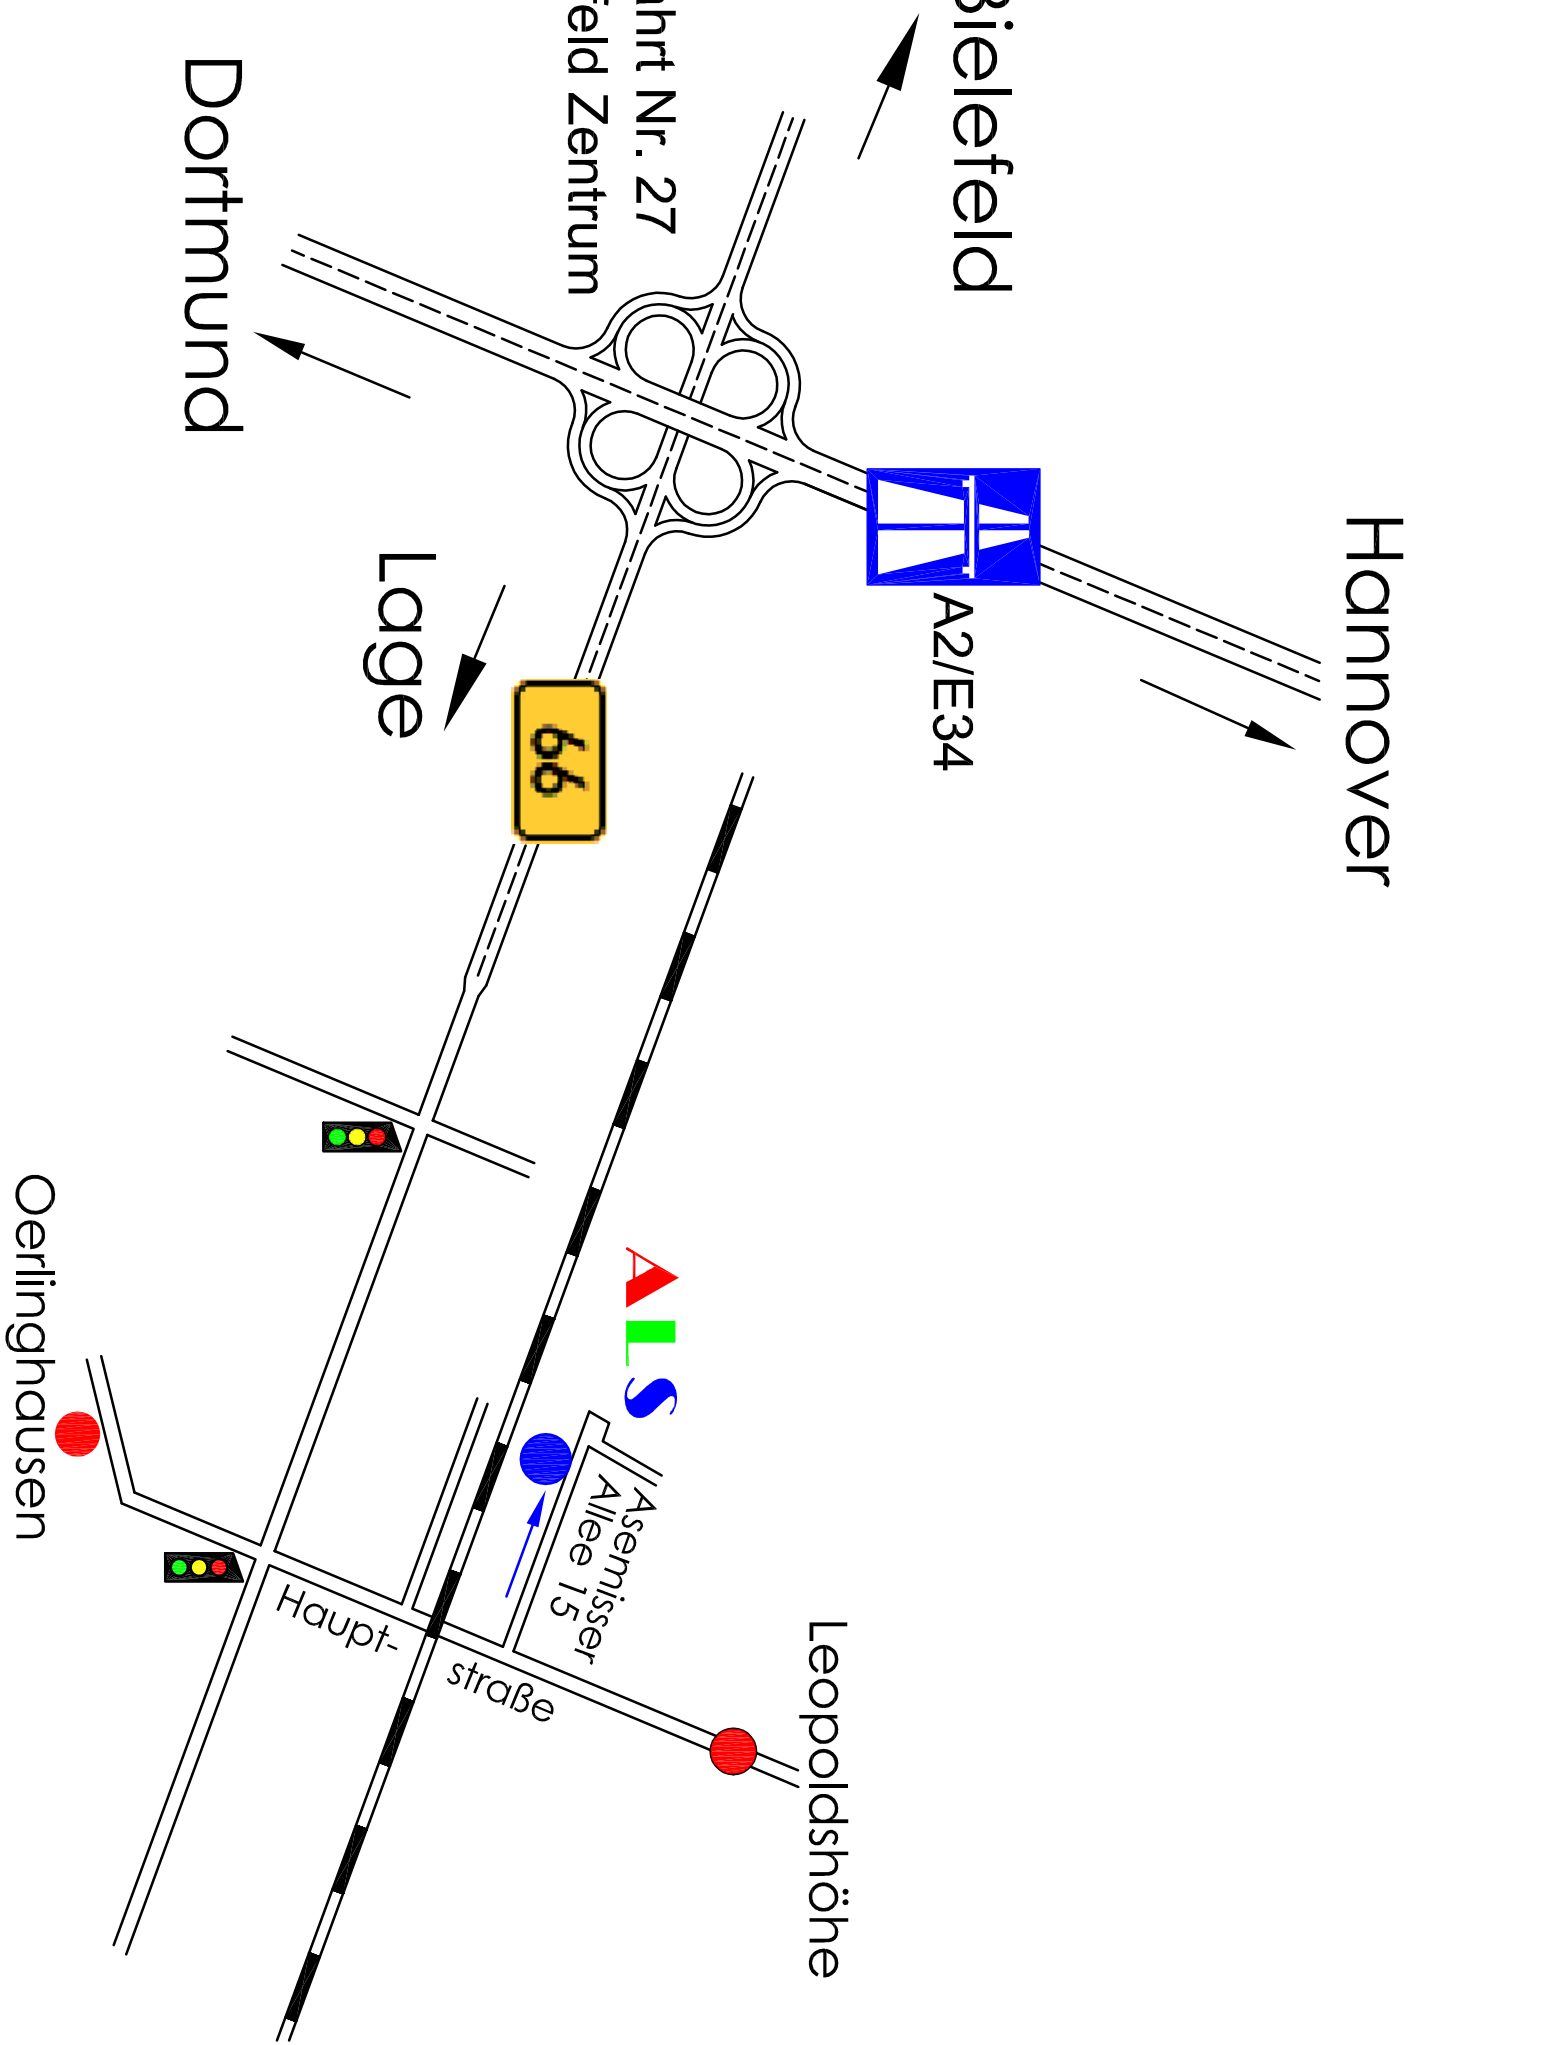 Hannover
Bielefeld
A2/E34
ahrt Nr. 27
feld Zentrum
Dortmund
Lage
66
ALS
Asemisser
Allee 15
Leopoldshöhe
Haupt-
straße
Oerlinghausen